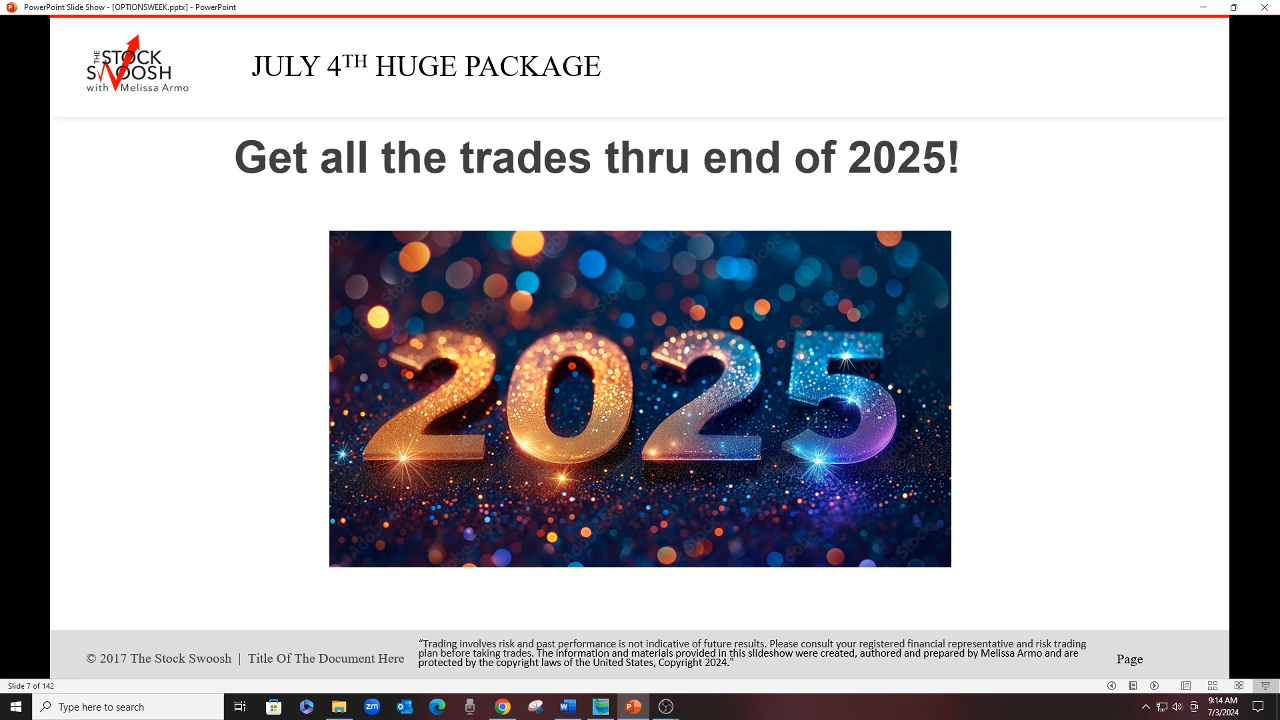 PowerPoint Slide Show - [OPTIONSWEEK.pptx] - PowerPoint
THE
STOCK
SWOOSH
with Melissa Armo
JULY 4TH HUGE PACKAGE
Get all the trades thru end of 2025!
2025
Adobe Stock
© 2017 The Stock Swoosh | Title Of The Document Here
“Trading involves risk and past performance is not indicative of future results. Please consult your registered financial representative and risk trading
plan before taking trades. The information and materials provided in this slideshow were created, authored and prepared by Melissa Armo and are
protected by the copyright laws of the United States, Copyright 2024."
Page
Slide 7 of 142
Type here to search
zm
9:14 AM
7/3/2024